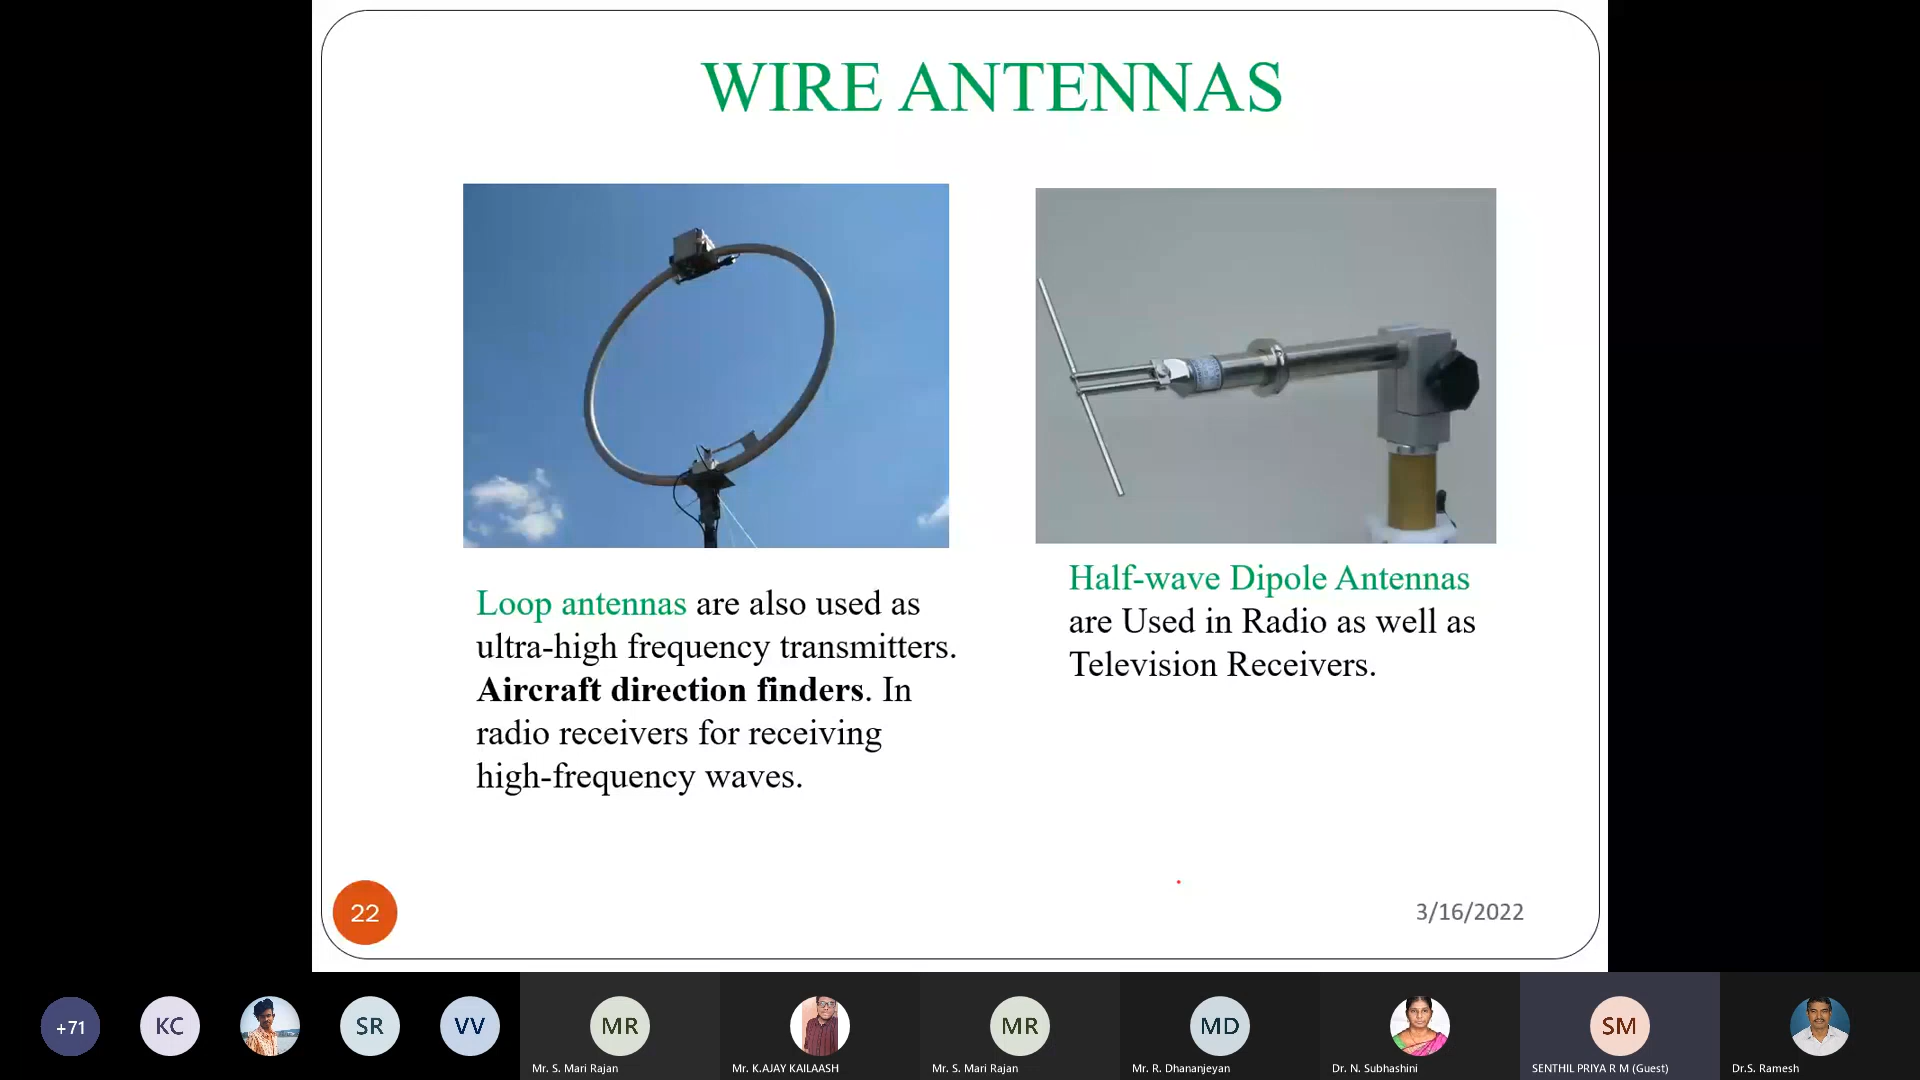 WIRE ANTENNAS
Loop antennas are also used as
ultra-high frequency transmitters.
Aircraft direction finders. In
radio receivers for receiving
high-frequency waves.
Half-wave Dipole Antennas
are Used in Radio as well as
Television Receivers.
22
3/16/2022
+71
KC
SR
VV
MR
MR
MD
SM
Mr. S. Mari Rajan
Mr. K.AJAY KAILAASH
Mr. S. Mari Rajan
Mr. R. Dhananjeyan
Dr. N. Subhashini
SENTHIL PRIYA R M (Guest)
Dr.S. Ramesh